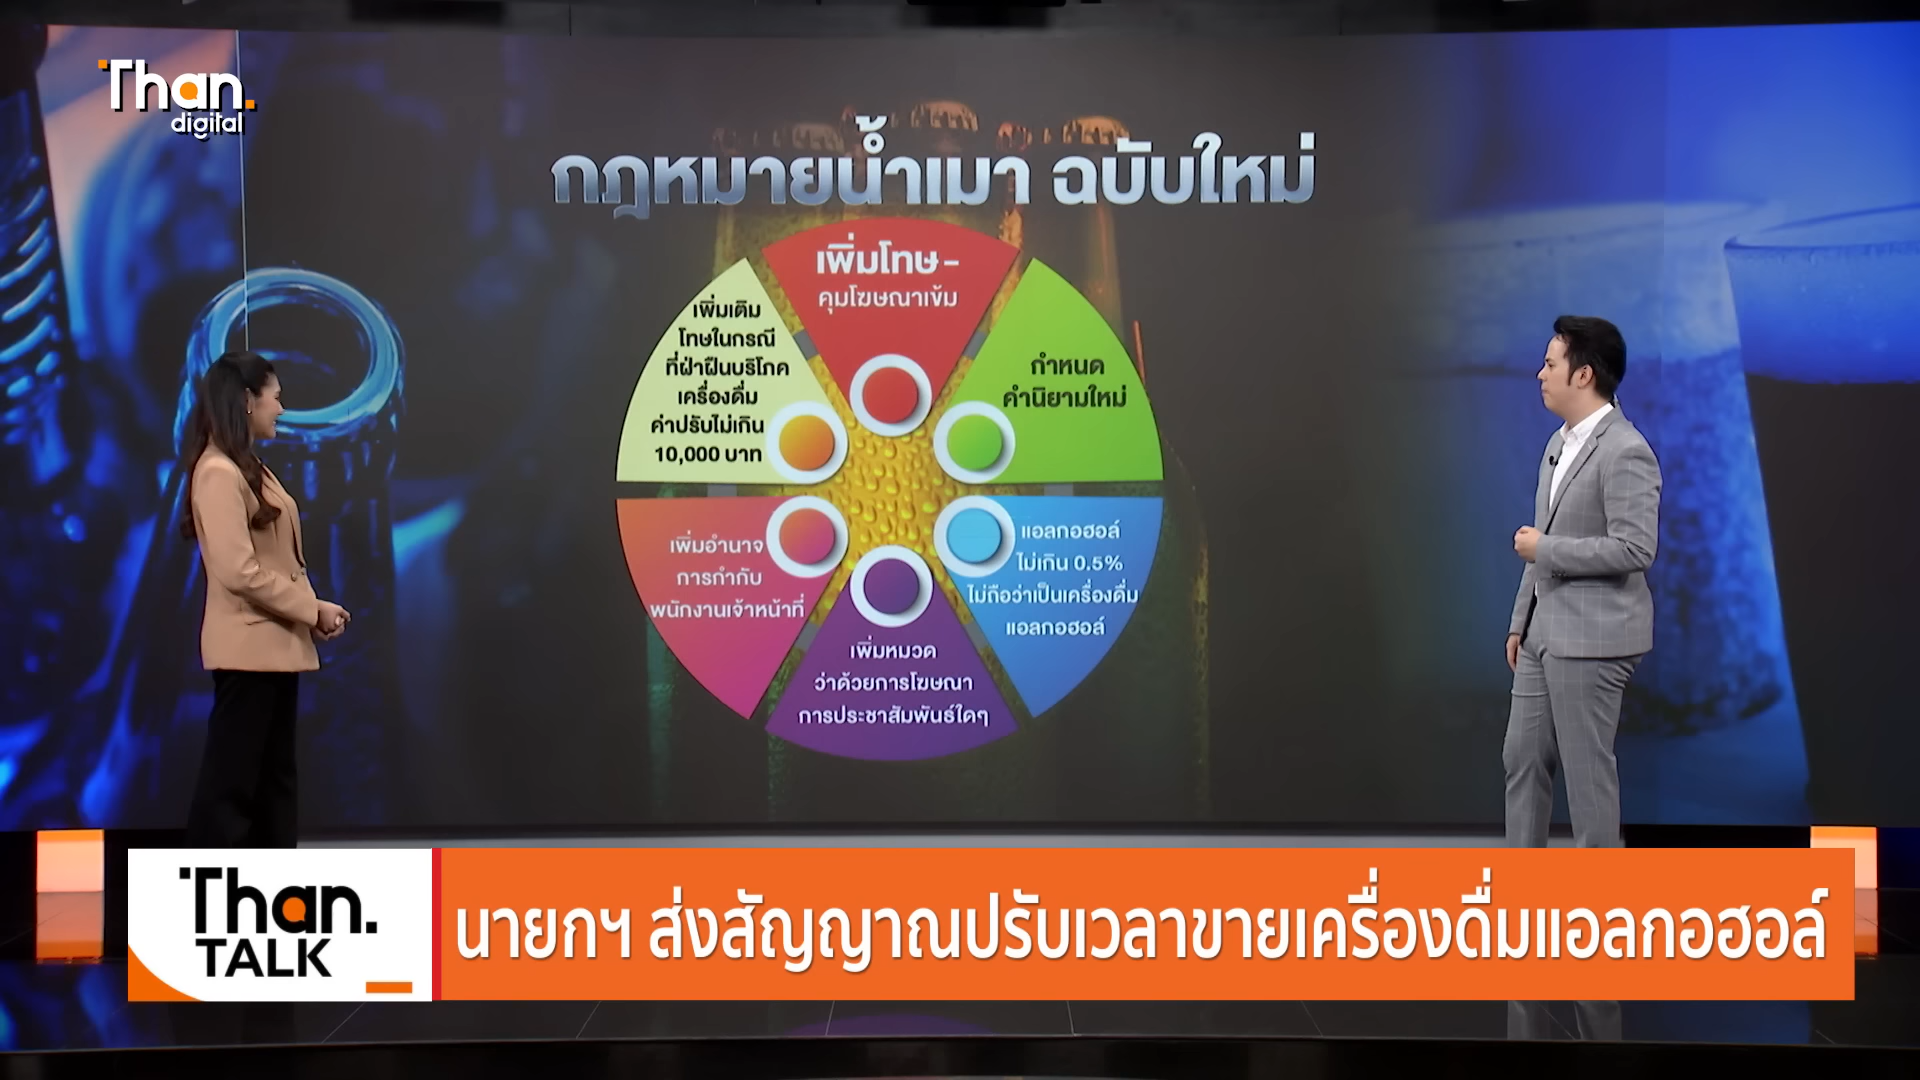 Than.
digital
กฎหมายน้ำเมา ฉบับใหม่
เพิ่มโทษ -
คุมโฆษณาเข้ม
กำหนด
คำนิยามใหม่
แอลกอฮอล์
ไม่เกิน 0.5%
ไม่ถือว่าเป็นเครื่องดื่ม
แอลกอฮอล์
เพิ่มหมวด
ว่าด้วยการโฆษณา
การประชาสัมพันธ์ใดๆ
เพิ่มอำนาจ
การกำกับ
พนักงานเจ้าหน้าที่
เพิ่มเติม
โทษในกรณี
ที่ฝ่าฝืนบริโภค
เครื่องดื่ม
ค่าปรับไม่เกิน
10,000 บาท
Than.
TALK
นายกฯ ส่งสัญญาณปรับเวลาขายเครื่องดื่มแอลกอฮอล์